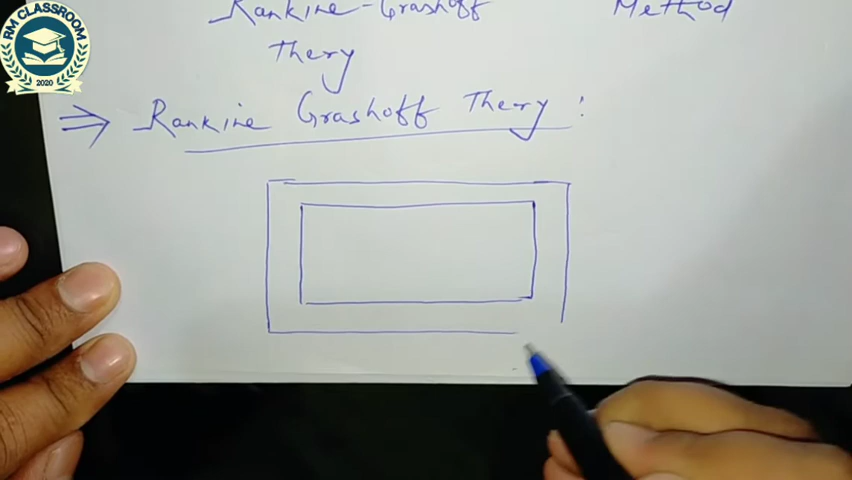 RM CLASSROOM
2020
Rankine-Grashoff Method
Thery
⇒ Rankine Grashoff Thery :